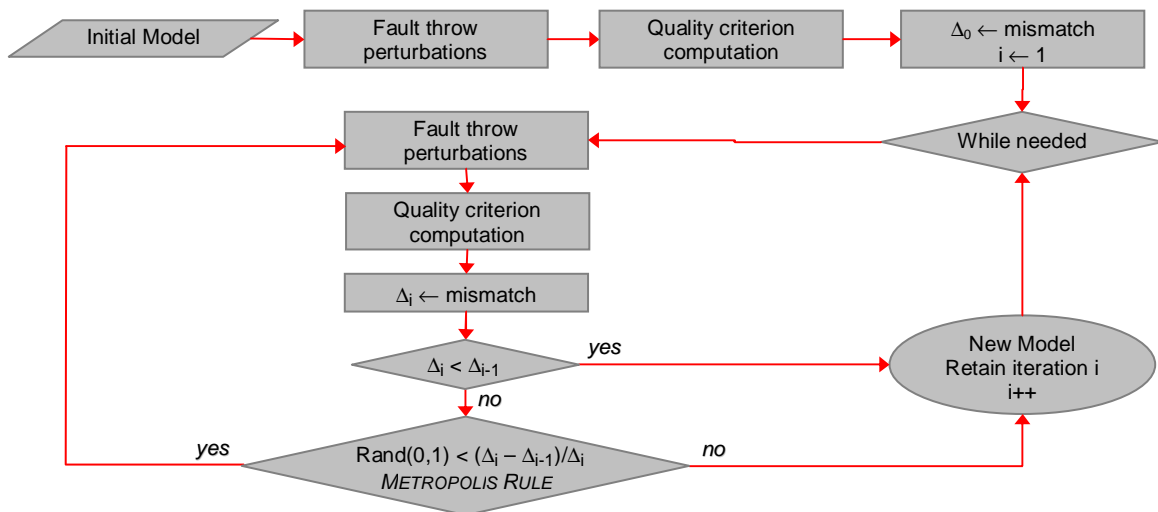 Initial Model
Fault throw
perturbations
Quality criterion
computation
Δ₀ ← mismatch
i ← 1
While needed
Fault throw
perturbations
Quality criterion
computation
Δᵢ ← mismatch
Δᵢ < Δᵢ₋₁
yes
no
New Model
Retain iteration i
i++
yes
Rand(0,1) < (Δᵢ – Δᵢ₋₁)/Δᵢ
METROPOLIS RULE
no